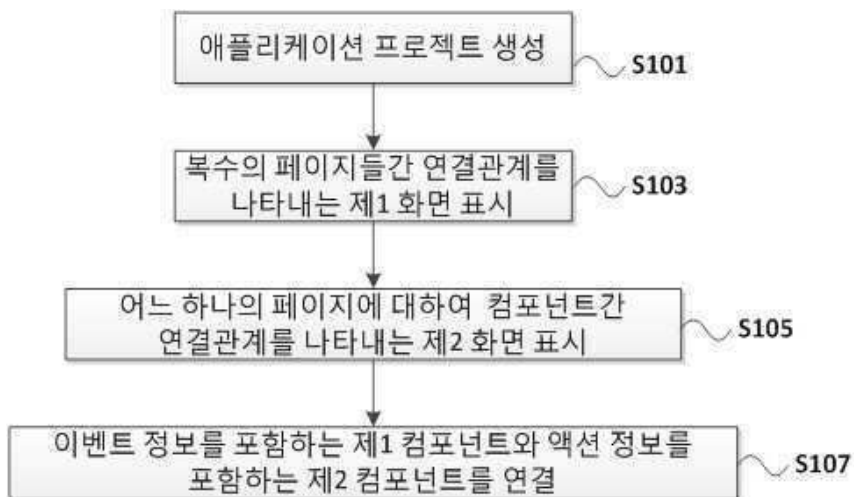 애플리케이션 프로젝트 생성
S101
복수의 페이지들간 연결관계를
나타내는 제1 화면 표시
S103
어느 하나의 페이지에 대하여 컴포넌트간
연결관계를 나타내는 제2 화면 표시
S105
이벤트 정보를 포함하는 제1 컴포넌트와 액션 정보를
포함하는 제2 컴포넌트를 연결
S107